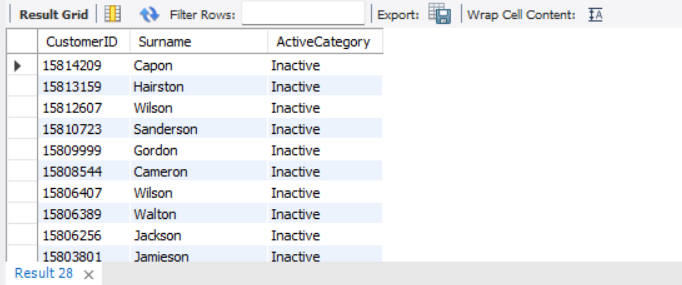 Result Grid Filter Rows: Export: Wrap Cell Content:
CustomerID Surname ActiveCategory
15814209 Capon Inactive
15813159 Hairston Inactive
15812607 Wilson Inactive
15810723 Sanderson Inactive
15809999 Gordon Inactive
15808544 Cameron Inactive
15806407 Wilson Inactive
15806389 Walton Inactive
15806256 Jackson Inactive
15803801 Jamieson Inactive
Result 28 ×